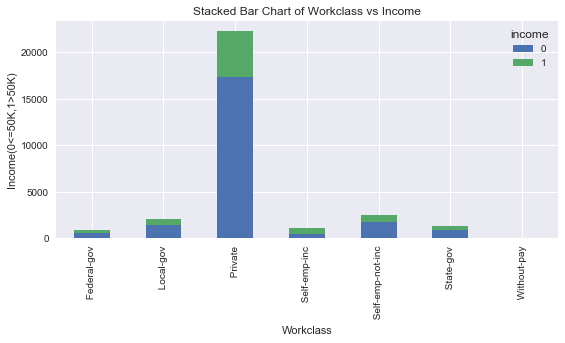 Stacked Bar Chart of Workclass vs Income
income
0
1
Income(0<=50K,1>50K)
20000
15000
10000
5000
0
Federal-gov
Local-gov
Private
Self-emp-inc
Self-emp-not-inc
State-gov
Without-pay
Workclass